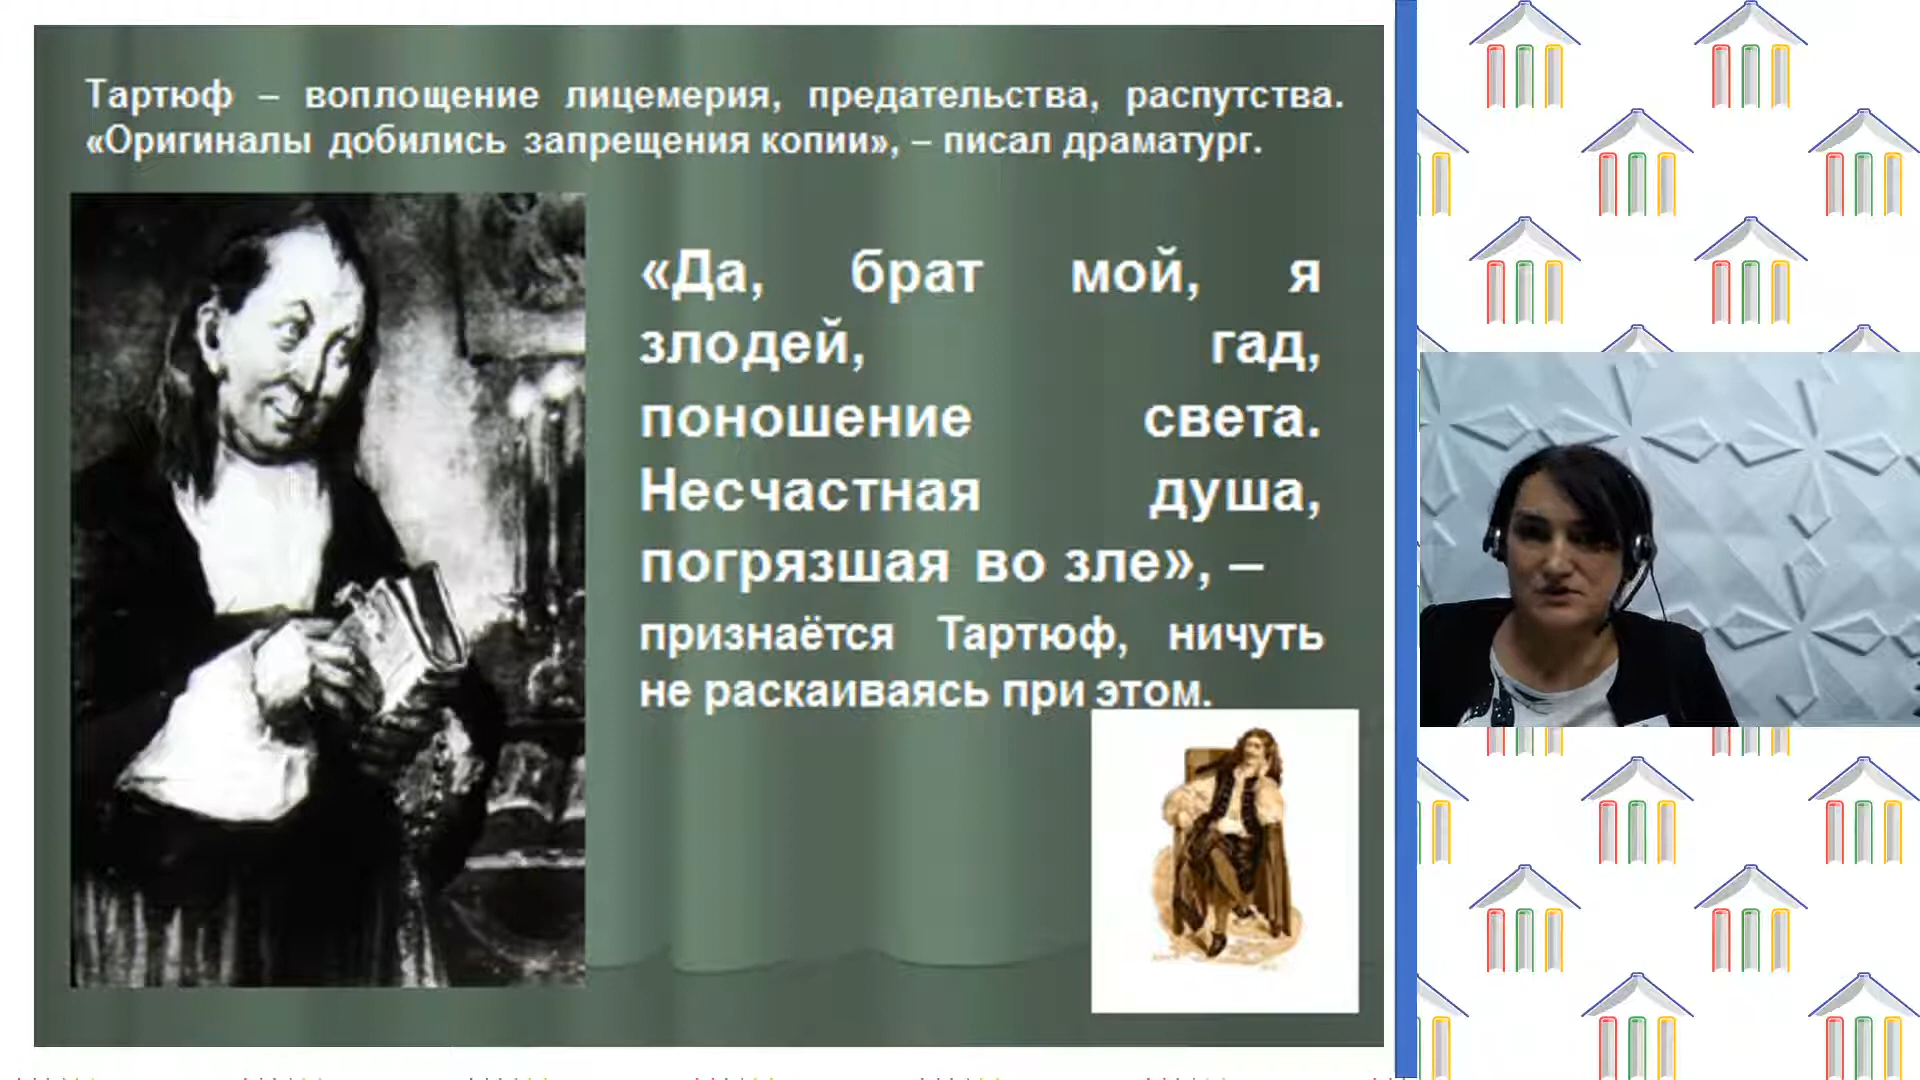 Тартюф – воплощение лицемерия, предательства, распутства.
«Оригиналы добились запрещения копии», – писал драматург.
«Да, брат мой, я
злодей, гад,
поношение света.
Несчастная душа,
погрязшая во зле», –
признаётся Тартюф, ничуть
не раскаиваясь при этом.